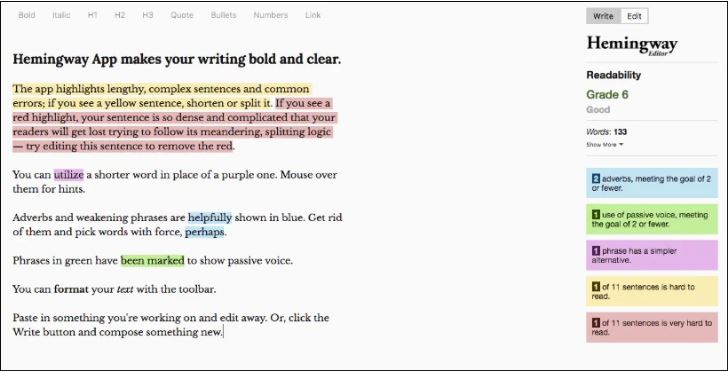 Bold Italic H1 H2 H3 Quote Bullets Numbers Link
Write Edit
Hemingway App makes your writing bold and clear.
The app highlights lengthy, complex sentences and common
errors; if you see a yellow sentence, shorten or split it. If you see a
red highlight, your sentence is so dense and complicated that your
readers will get lost trying to follow its meandering, splitting logic
— try editing this sentence to remove the red.
You can utilize a shorter word in place of a purple one. Mouse over
them for hints.
Adverbs and weakening phrases are helpfully shown in blue. Get rid
of them and pick words with force, perhaps.
Phrases in green have been marked to show passive voice.
You can format your text with the toolbar.
Paste in something you're working on and edit away. Or, click the
Write button and compose something new.
Hemingway
Editor
Readability
Grade 6
Good
Words: 133
Show More
2 adverbs, meeting the goal of 2
or fewer.
1 use of passive voice, meeting
the goal of 2 or fewer.
1 phrase has a simpler
alternative.
1 of 11 sentences is hard to
read.
1 of 11 sentences is very hard to
read.